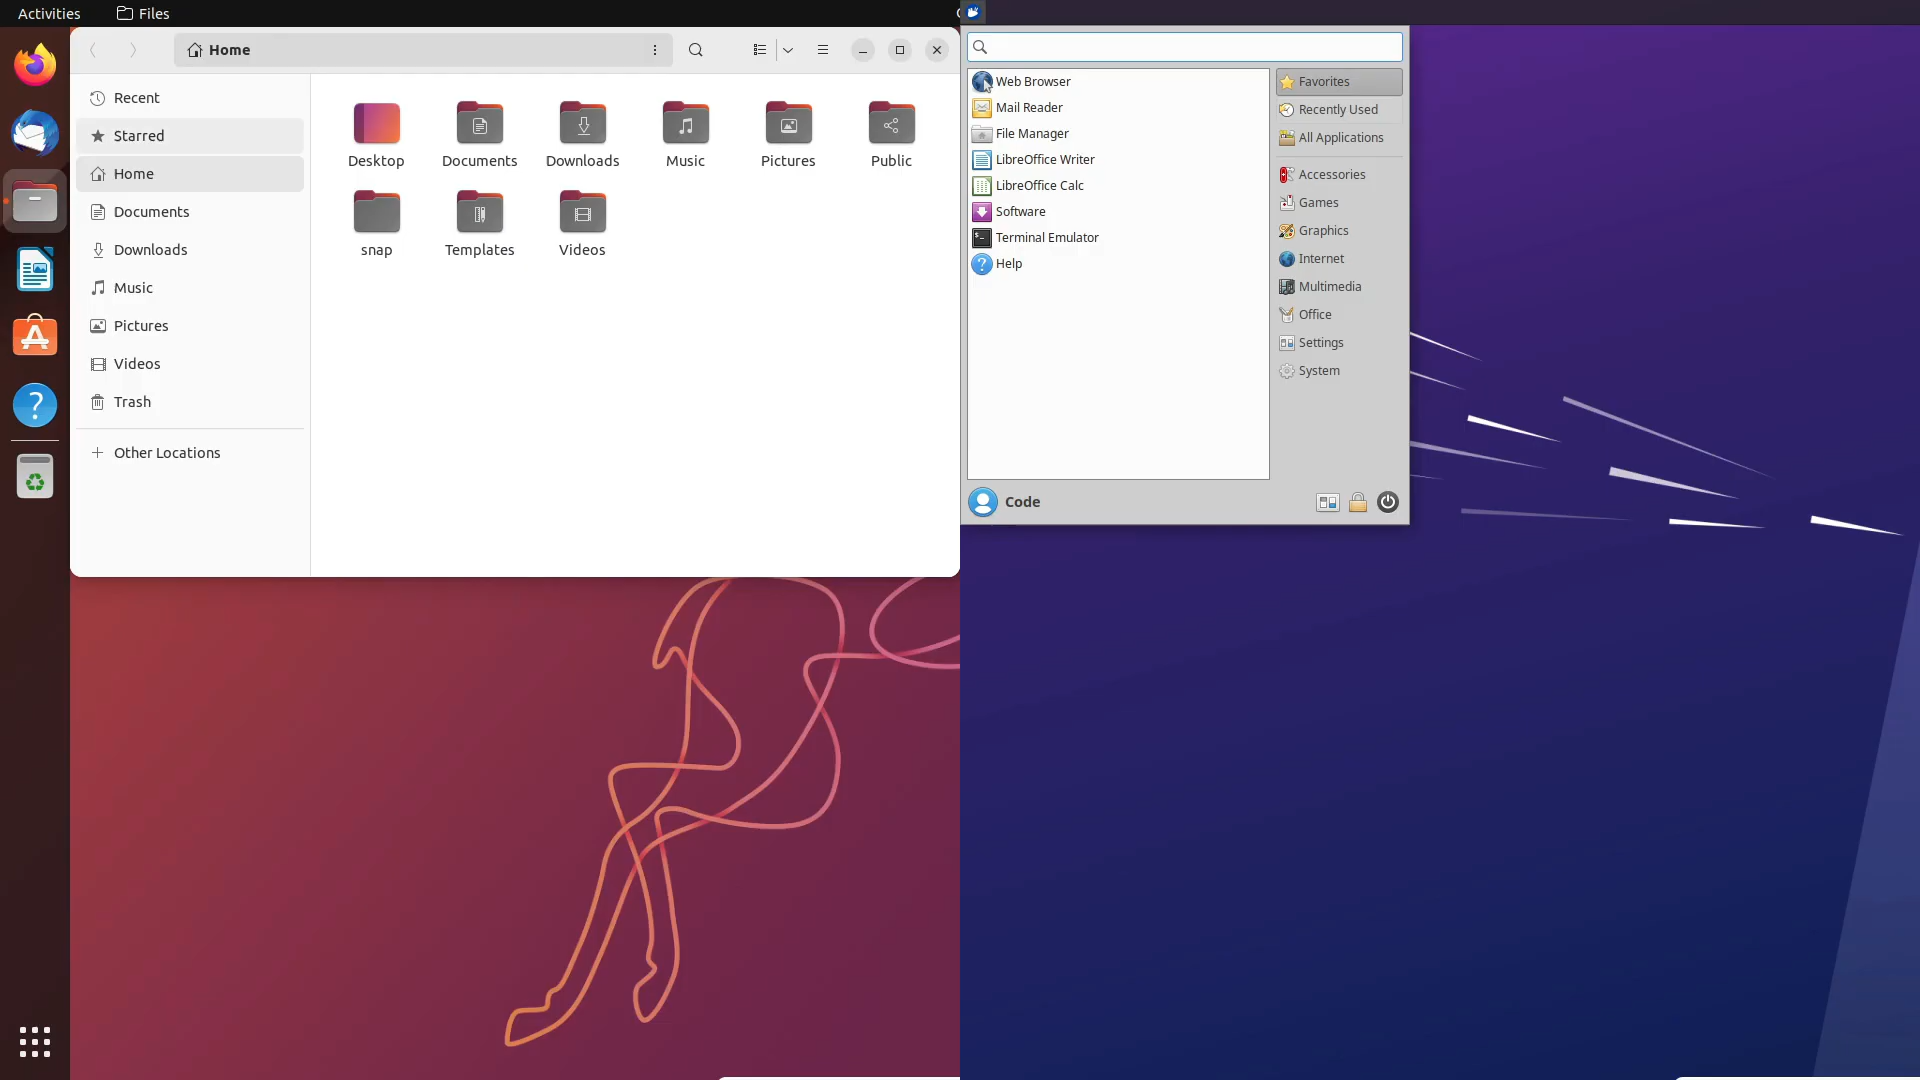 Activities
Files
Home
Recent
Starred
Home
Documents
Downloads
Music
Pictures
Videos
Trash
Other Locations
Desktop
Documents
Downloads
Music
Pictures
Public
snap
Templates
Videos
Web Browser
Mail Reader
File Manager
LibreOffice Writer
LibreOffice Calc
Software
Terminal Emulator
Help
Favorites
Recently Used
All Applications
Accessories
Games
Graphics
Internet
Multimedia
Office
Settings
System
Code